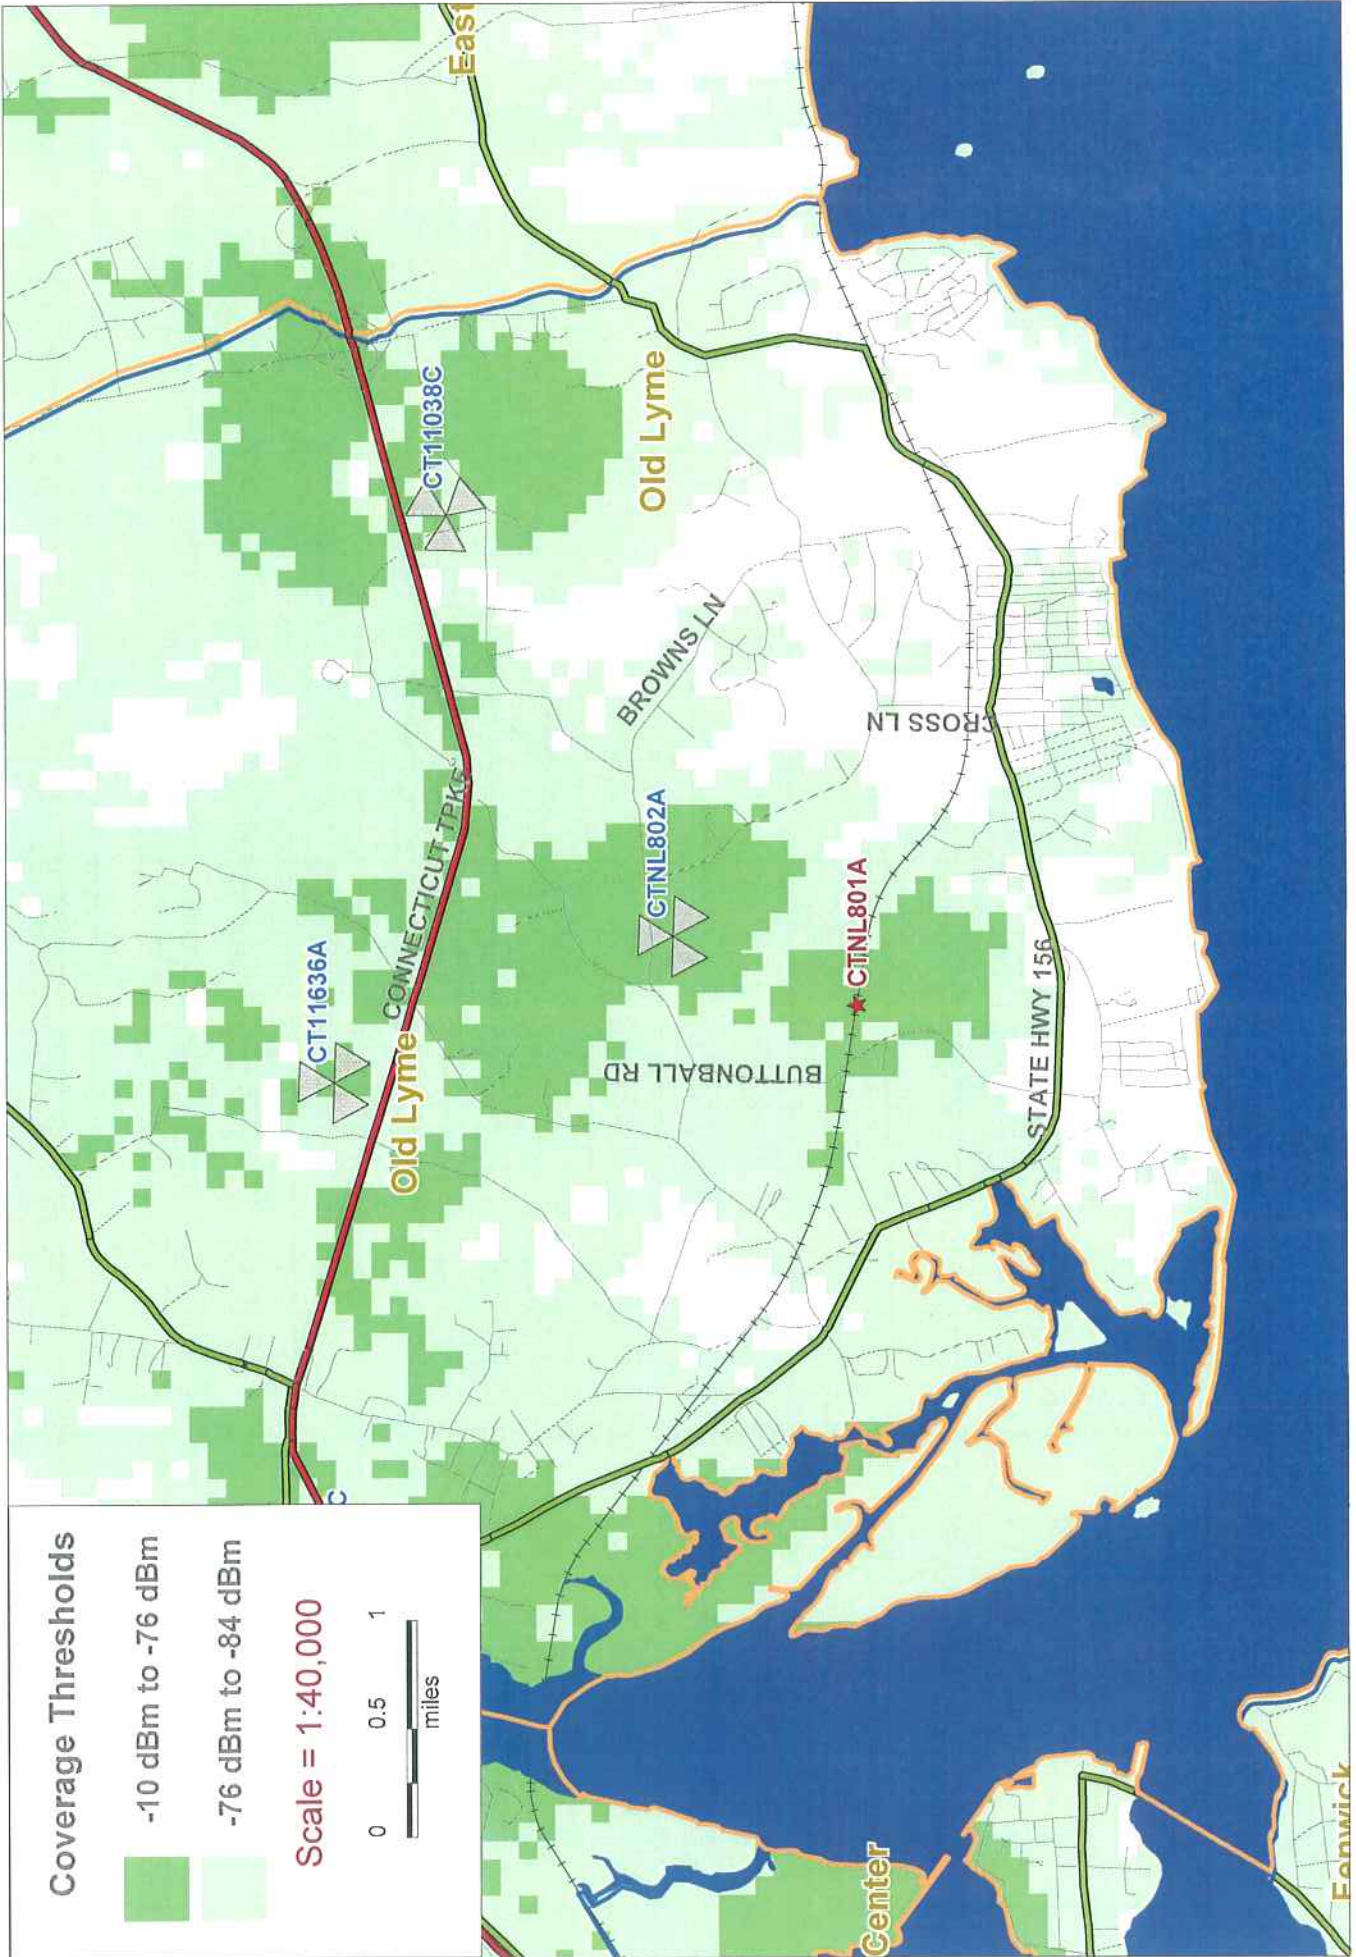 Coverage Thresholds
-10 dBm to -76 dBm
-76 dBm to -84 dBm
Scale = 1:40,000
0 0.5 1
miles
C
East
CT11038C
CT11636A
CONNECTICUT TPKE
Old Lyme
Old Lyme
BROWNS LN
CTNL802A
CROSS LN
BUTTONBALL RD
CTNL801A
STATE HWY 156
Center
Fenwick